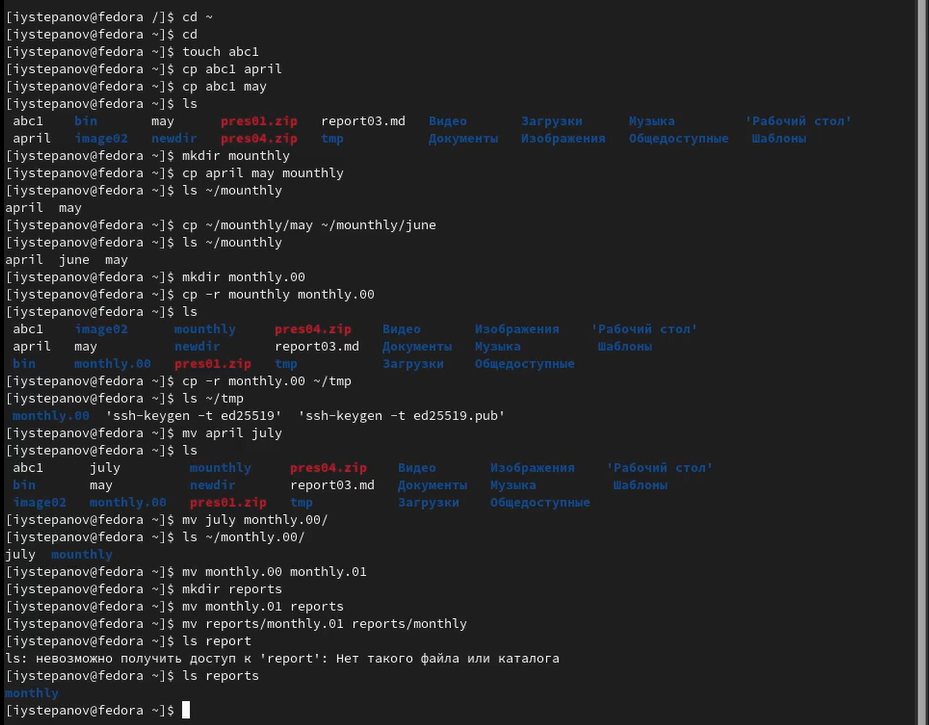 [iystepanov@fedora /]$ cd ~
[iystepanov@fedora ~]$ cd
[iystepanov@fedora ~]$ touch abc1
[iystepanov@fedora ~]$ cp abc1 april
[iystepanov@fedora ~]$ cp abc1 may
[iystepanov@fedora ~]$ ls
abc1 bin may pres01.zip report03.md Видео Загрузки Музыка 'Рабочий стол'
april image02 newdir pres04.zip tmp Документы Изображения Общедоступные Шаблоны
[iystepanov@fedora ~]$ mkdir mounthly
[iystepanov@fedora ~]$ cp april may mounthly
[iystepanov@fedora ~]$ ls ~/mounthly
april may
[iystepanov@fedora ~]$ cp ~/mounthly/may ~/mounthly/june
[iystepanov@fedora ~]$ ls ~/mounthly
april june may
[iystepanov@fedora ~]$ mkdir monthly.00
[iystepanov@fedora ~]$ cp -r mounthly monthly.00
[iystepanov@fedora ~]$ ls
abc1 image02 mounthly pres04.zip Видео Изображения 'Рабочий стол'
april may newdir report03.md Документы Музыка Шаблоны
bin monthly.00 pres01.zip tmp Загрузки Общедоступные
[iystepanov@fedora ~]$ cp -r monthly.00 ~/tmp
[iystepanov@fedora ~]$ ls ~/tmp
monthly.00 'ssh-keygen -t ed25519' 'ssh-keygen -t ed25519.pub'
[iystepanov@fedora ~]$ mv april july
[iystepanov@fedora ~]$ ls
abc1 july mounthly pres04.zip Видео Изображения 'Рабочий стол'
bin may newdir report03.md Документы Музыка Шаблоны
image02 monthly.00 pres01.zip tmp Загрузки Общедоступные
[iystepanov@fedora ~]$ mv july monthly.00/
[iystepanov@fedora ~]$ ls ~/monthly.00/
july mounthly
[iystepanov@fedora ~]$ mv monthly.00 monthly.01
[iystepanov@fedora ~]$ mkdir reports
[iystepanov@fedora ~]$ mv monthly.01 reports
[iystepanov@fedora ~]$ mv reports/monthly.01 reports/monthly
[iystepanov@fedora ~]$ ls report
ls: невозможно получить доступ к 'report': Нет такого файла или каталога
[iystepanov@fedora ~]$ ls reports
monthly
[iystepanov@fedora ~]$